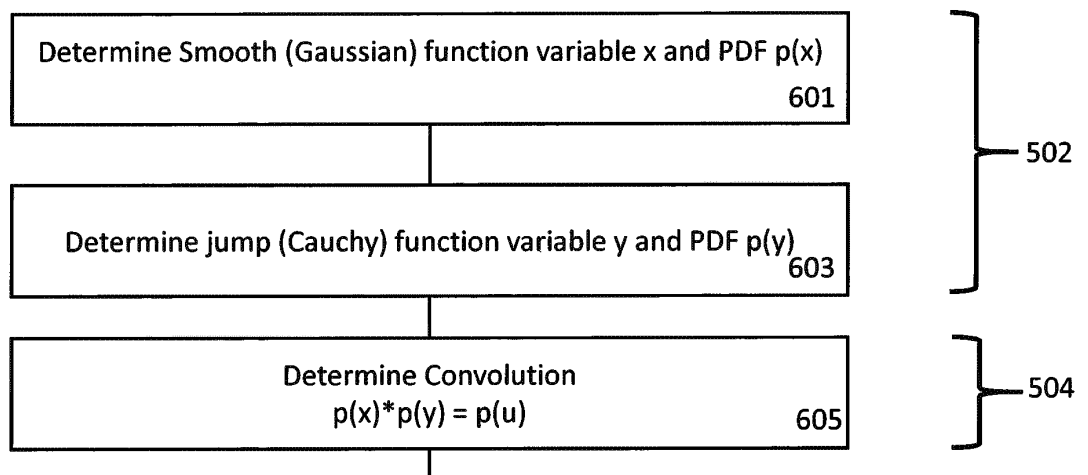 Determine Smooth (Gaussian) function variable x and PDF p(x)
601
502
Determine jump (Cauchy) function variable y and PDF p(y)
603
Determine Convolution
p(x)*p(y) = p(u)
605
504